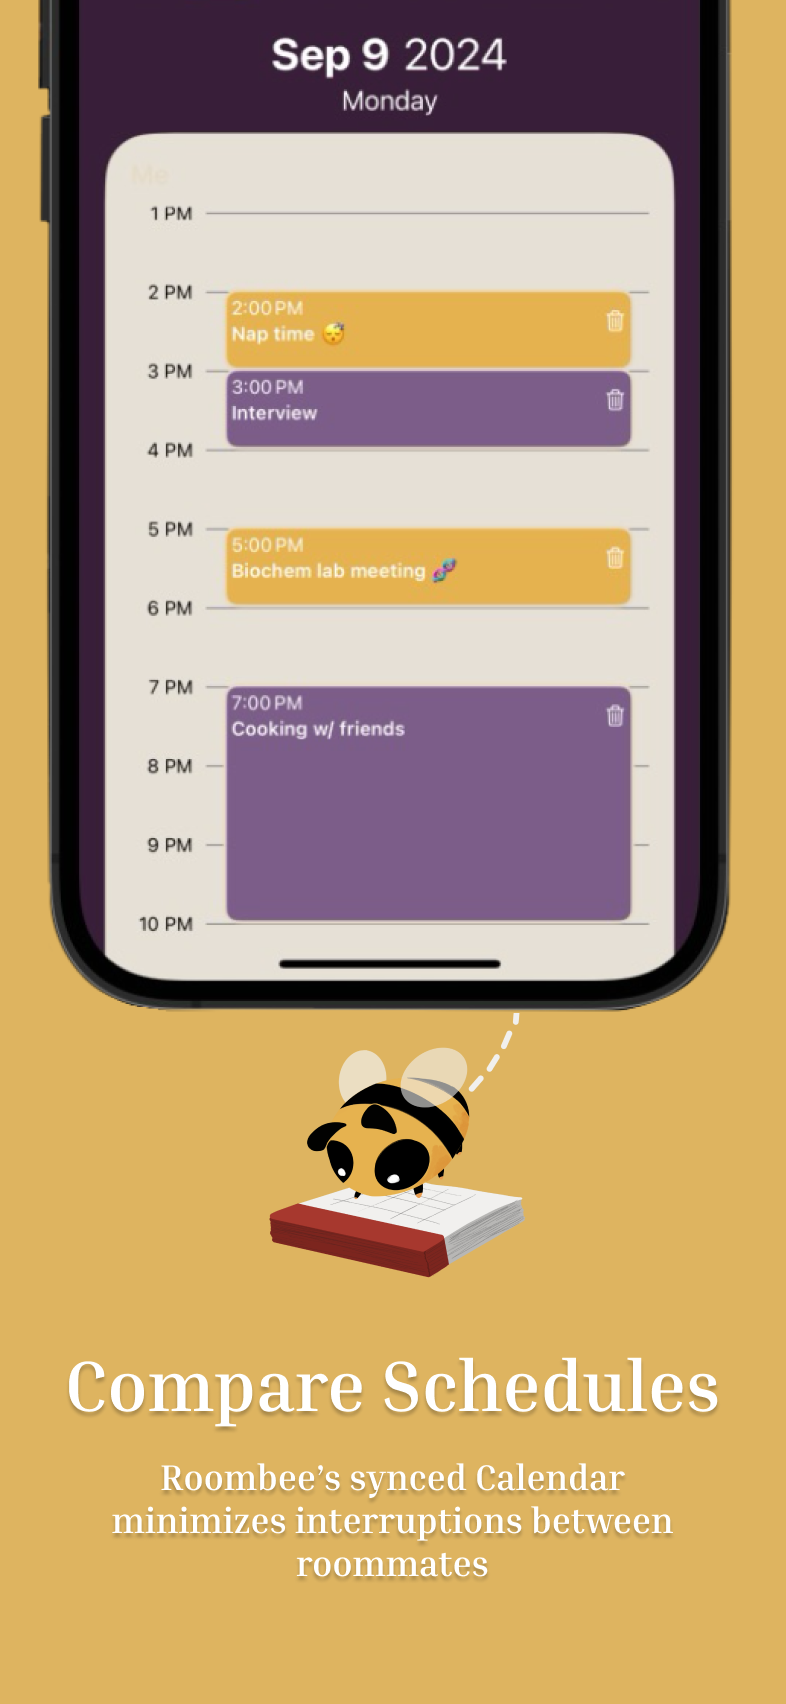 Sep 9 2024
Monday
Me
1 PM
2 PM
2:00 PM
Nap time 😴
3 PM
3:00 PM
Interview
4 PM
5 PM
5:00 PM
Biochem lab meeting 🧬
6 PM
7 PM
7:00 PM
Cooking w/ friends
8 PM
9 PM
10 PM
Compare Schedules
Roombee’s synced Calendar
minimizes interruptions between
roommates